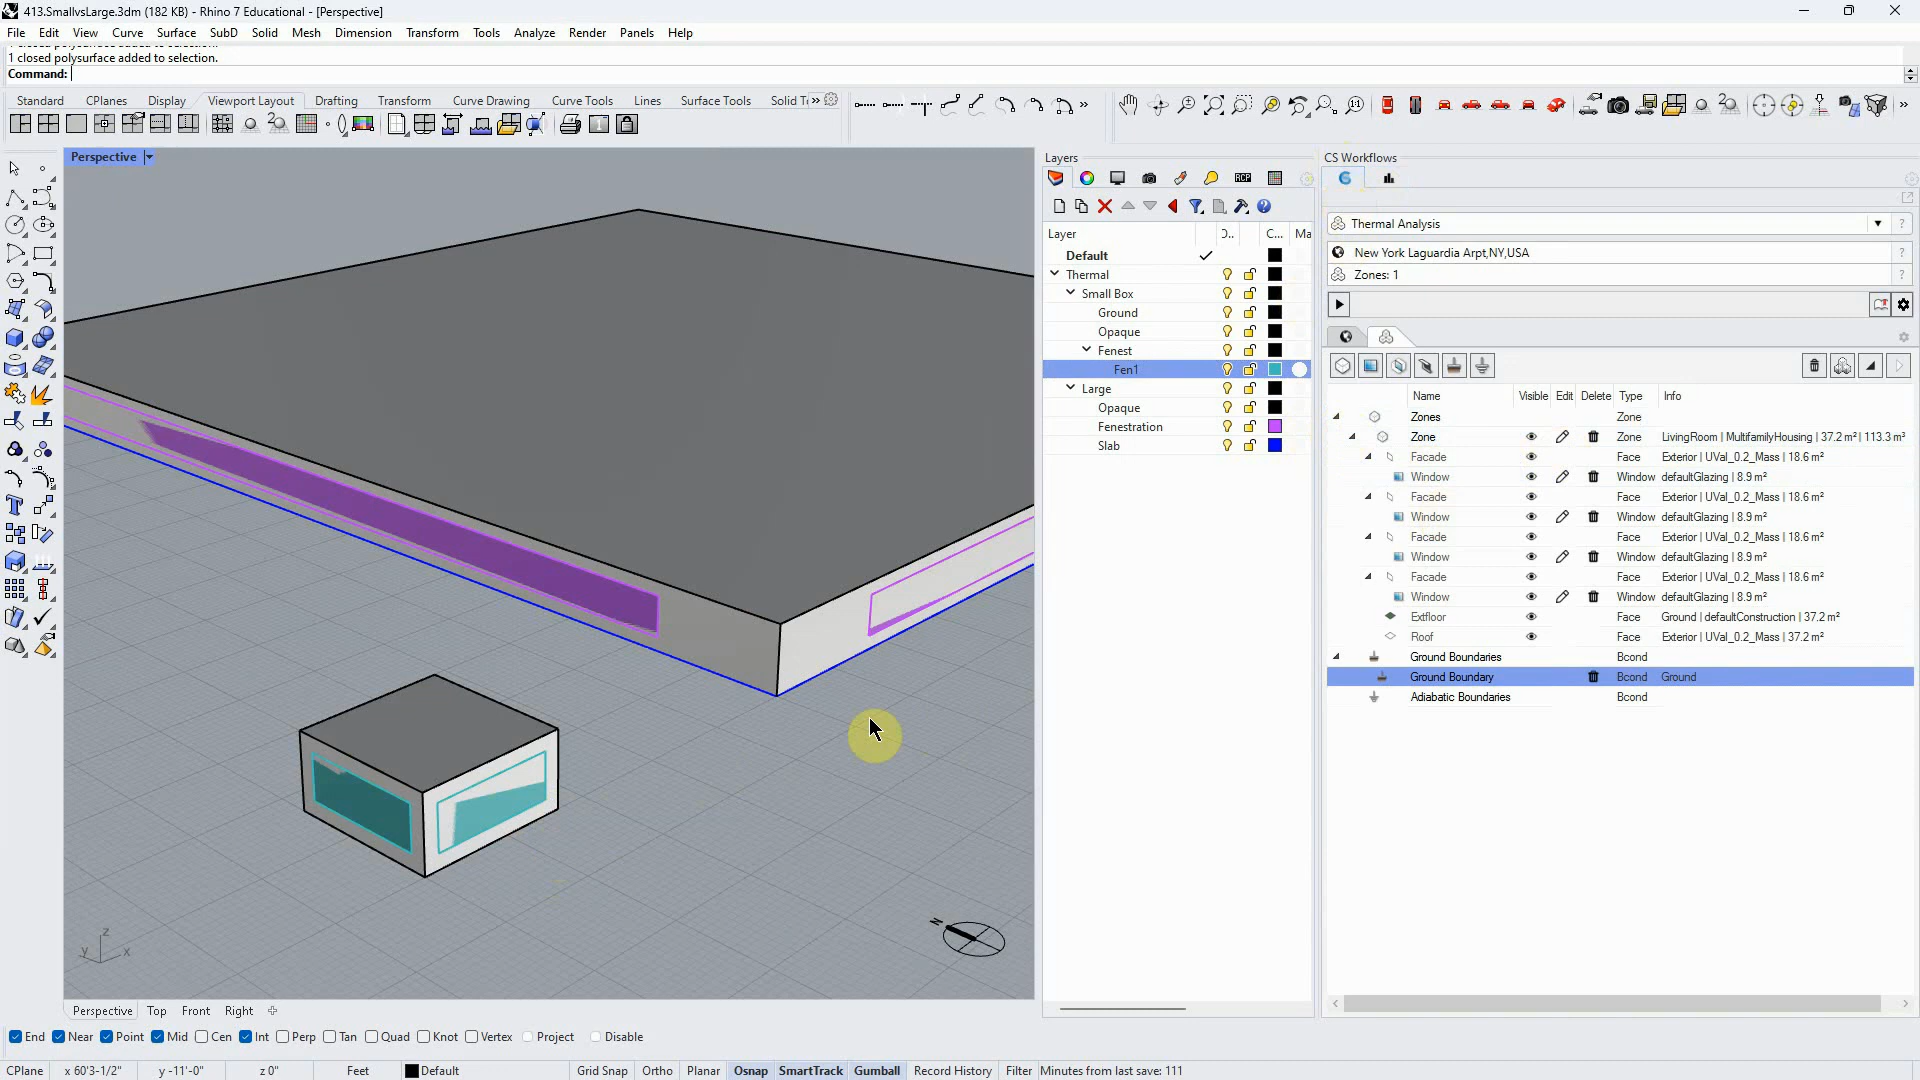 413.SmallvsLarge.3dm (182 KB) - Rhino 7 Educational - [Perspective]
File Edit View Curve Surface SubD Solid Mesh Dimension Transform Tools Analyze Render Panels Help
1 closed polysurface added to selection.
1 closed polysurface added to selection.
Command:
Standard CPlanes Display Viewport Layout Drafting Transform Curve Drawing Curve Tools Lines Surface Tools Solid T
Perspective
Layers
RCP
Layer
C... Ma
Default
Thermal
Small Box
Ground
Opaque
Fenest
Fen1
Large
Opaque
Fenestration
Slab
CS Workflows
Thermal Analysis
?
New York Laguardia Arpt,NY,USA
?
Zones: 1
?
Name Visible Edit Delete Type Info
Zones Zone
Zone Zone LivingRoom | MultifamilyHousing | 37.2 m² | 113.3 m³
Facade Face Exterior | UVal_0.2_Mass | 18.6 m²
Window Window defaultGlazing | 8.9 m²
Facade Face Exterior | UVal_0.2_Mass | 18.6 m²
Window Window defaultGlazing | 8.9 m²
Facade Face Exterior | UVal_0.2_Mass | 18.6 m²
Window Window defaultGlazing | 8.9 m²
Facade Face Exterior | UVal_0.2_Mass | 18.6 m²
Window Window defaultGlazing | 8.9 m²
Extfloor Face Ground | defaultConstruction | 37.2 m²
Roof Face Exterior | UVal_0.2_Mass | 37.2 m²
Ground Boundaries Bcond
Ground Boundary Bcond Ground
Adiabatic Boundaries Bcond
N
z
y
x
Perspective Top Front Right
End Near Point Mid Cen Int Perp Tan Quad Knot Vertex Project Disable
CPlane x 60'3-1/2" y -11'-0" z 0" Feet Default Grid Snap Ortho Planar Osnap SmartTrack Gumball Record History Filter Minutes from last save: 111